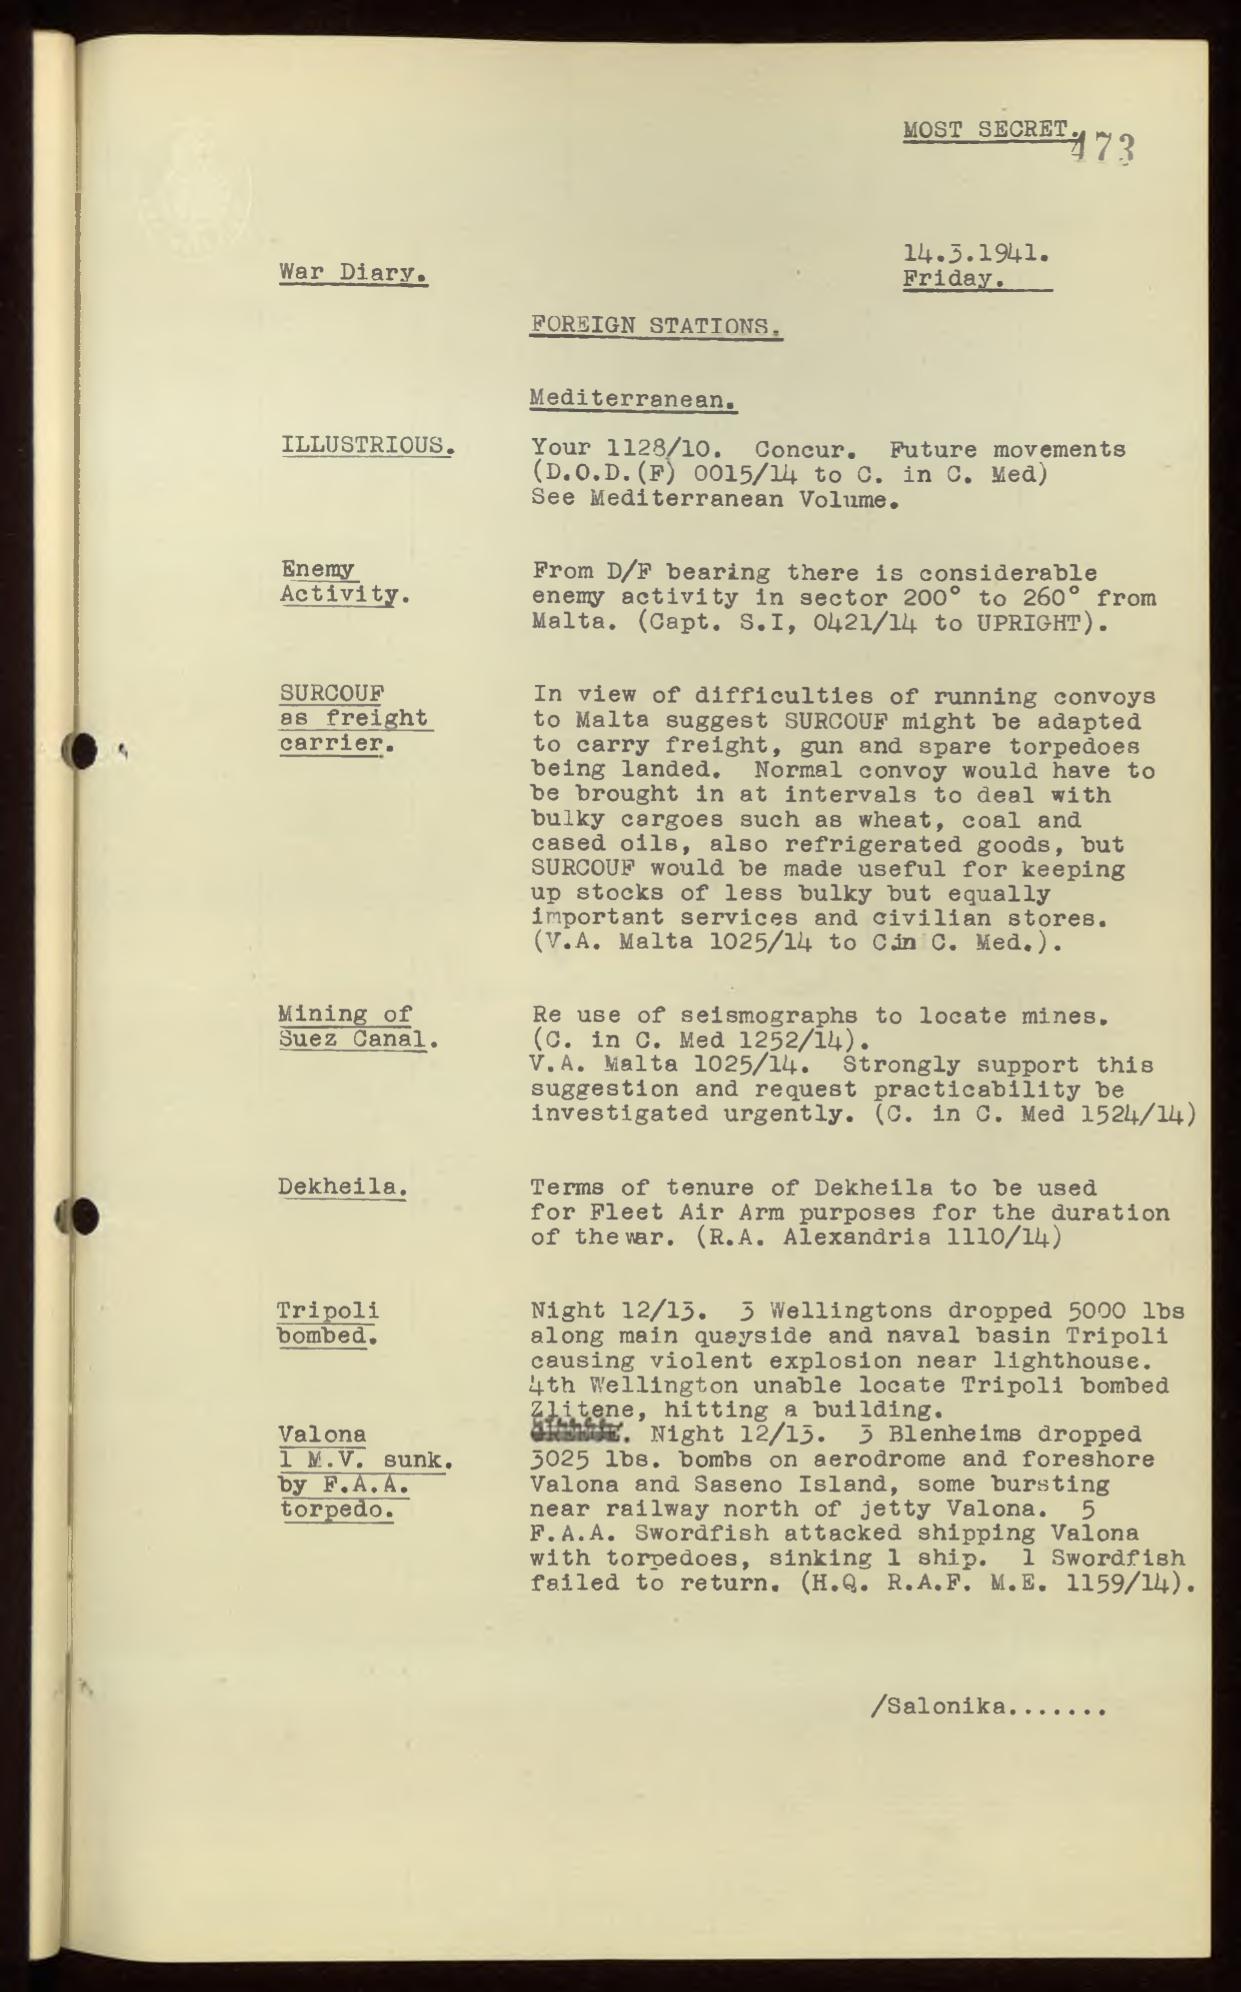 MOST SECRET.
473
14.3.1941.
War Diary.
Friday.
FOREIGN STATIONS.
Mediterranean.
ILLUSTRIOUS.
Your 1128/10. Concur. Future movements
(D.O.D.(F) 0015/14 to C. in C. Med)
See Mediterranean Volume.
Enemy
Activity.
From D/F bearing there is considerable
enemy activity in sector 200° to 260° from
Malta. (Capt. S.I, 0421/14 to UPRIGHT).
SURCOUF
as freight
carrier.
In view of difficulties of running convoys
to Malta suggest SURCOUF might be adapted
to carry freight, gun and spare torpedoes
being landed. Normal convoy would have to
be brought in at intervals to deal with
bulky cargoes such as wheat, coal and
cased oils, also refrigerated goods, but
SURCOUF would be made useful for keeping
up stocks of less bulky but equally
important services and civilian stores.
(V.A. Malta 1025/14 to C.in C. Med.).
Mining of
Suez Canal.
Re use of seismographs to locate mines.
(C. in C. Med 1252/14).
V.A. Malta 1025/14. Strongly support this
suggestion and request practicability be
investigated urgently. (C. in C. Med 1524/14)
Dekheila.
Terms of tenure of Dekheila to be used
for Fleet Air Arm purposes for the duration
of the war. (R.A. Alexandria 1110/14)
Tripoli
bombed.
Night 12/13. 3 Wellingtons dropped 5000 lbs
along main quayside and naval basin Tripoli
causing violent explosion near lighthouse.
4th Wellington unable locate Tripoli bombed
Zlitene, hitting a building.
Valona
1 M.V. sunk.
by F.A.A.
torpedo.
Night 12/13. 3 Blenheims dropped
3025 lbs. bombs on aerodrome and foreshore
Valona and Saseno Island, some bursting
near railway north of jetty Valona. 5
F.A.A. Swordfish attacked shipping Valona
with torpedoes, sinking 1 ship. 1 Swordfish
failed to return. (H.Q. R.A.F. M.E. 1159/14).
/Salonika.......